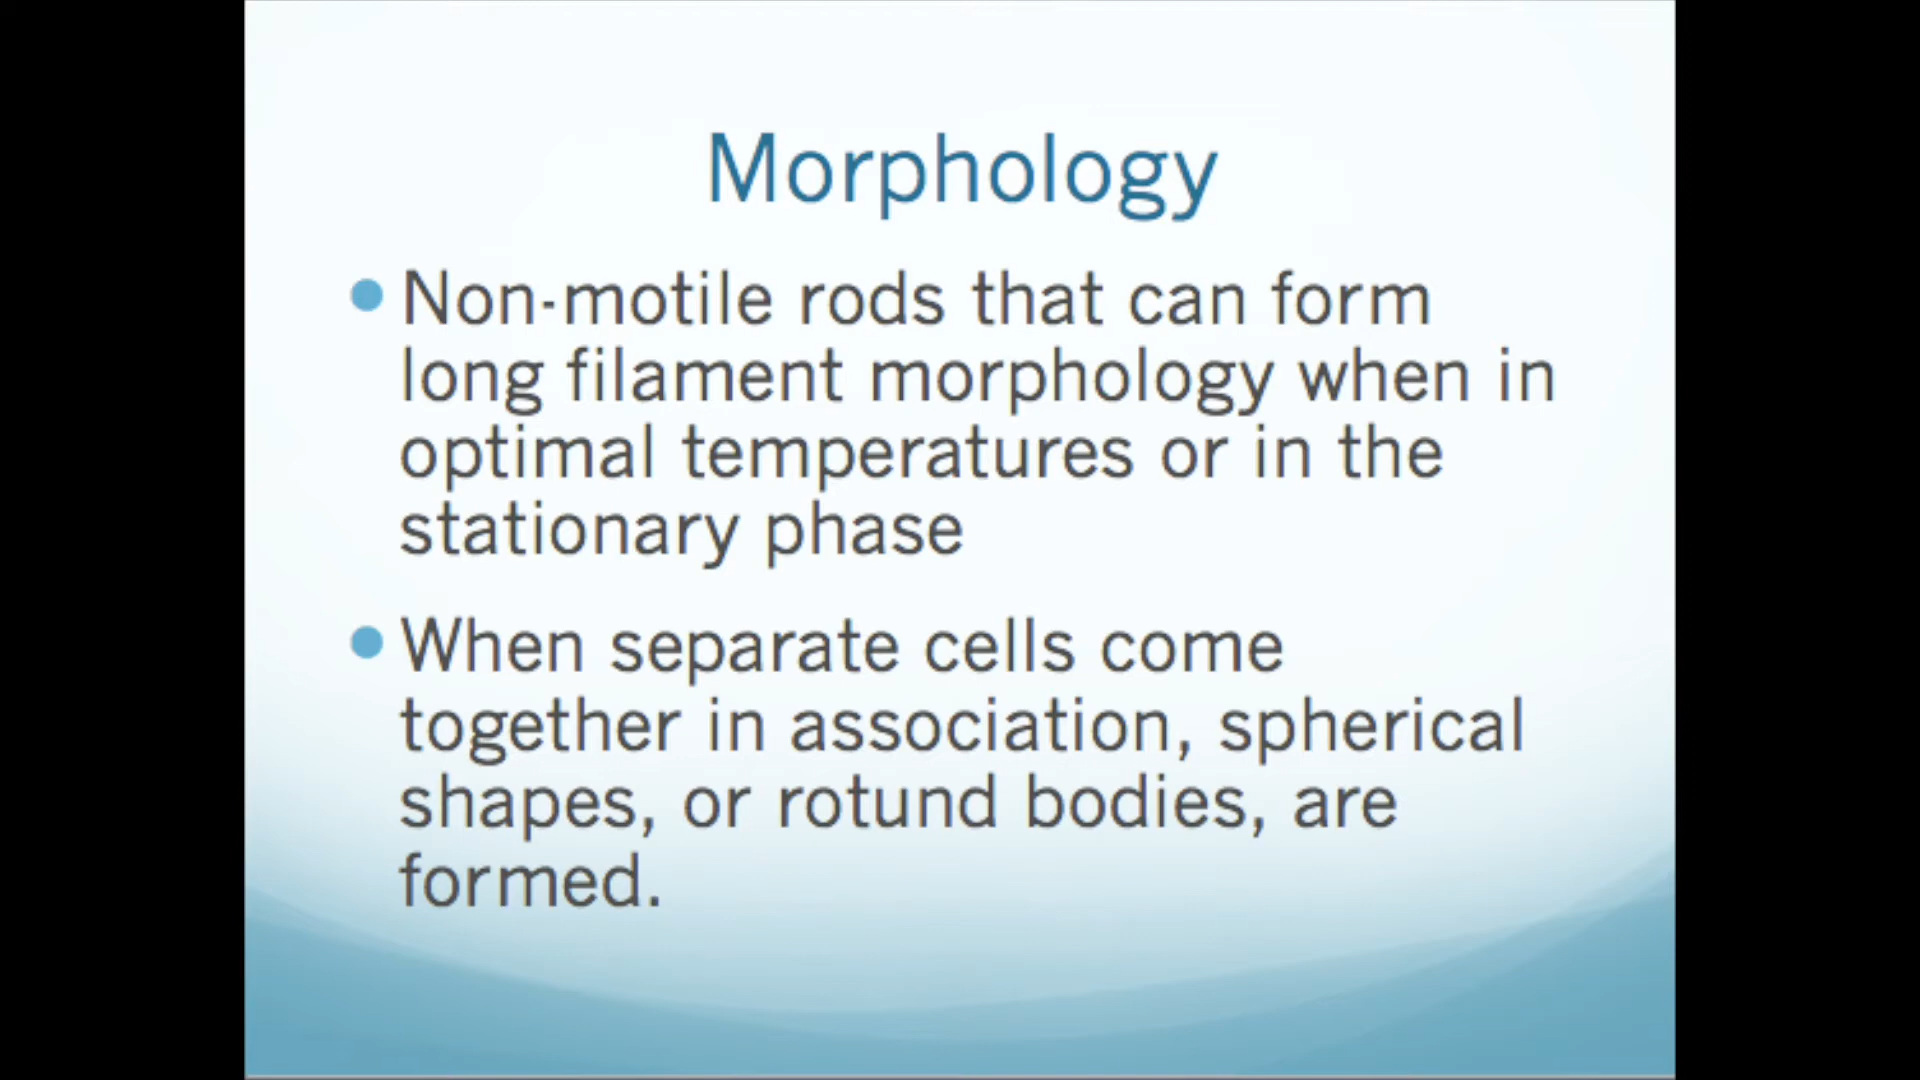 Morphology
Non-motile rods that can form
long filament morphology when in
optimal temperatures or in the
stationary phase
When separate cells come
together in association, spherical
shapes, or rotund bodies, are
formed.